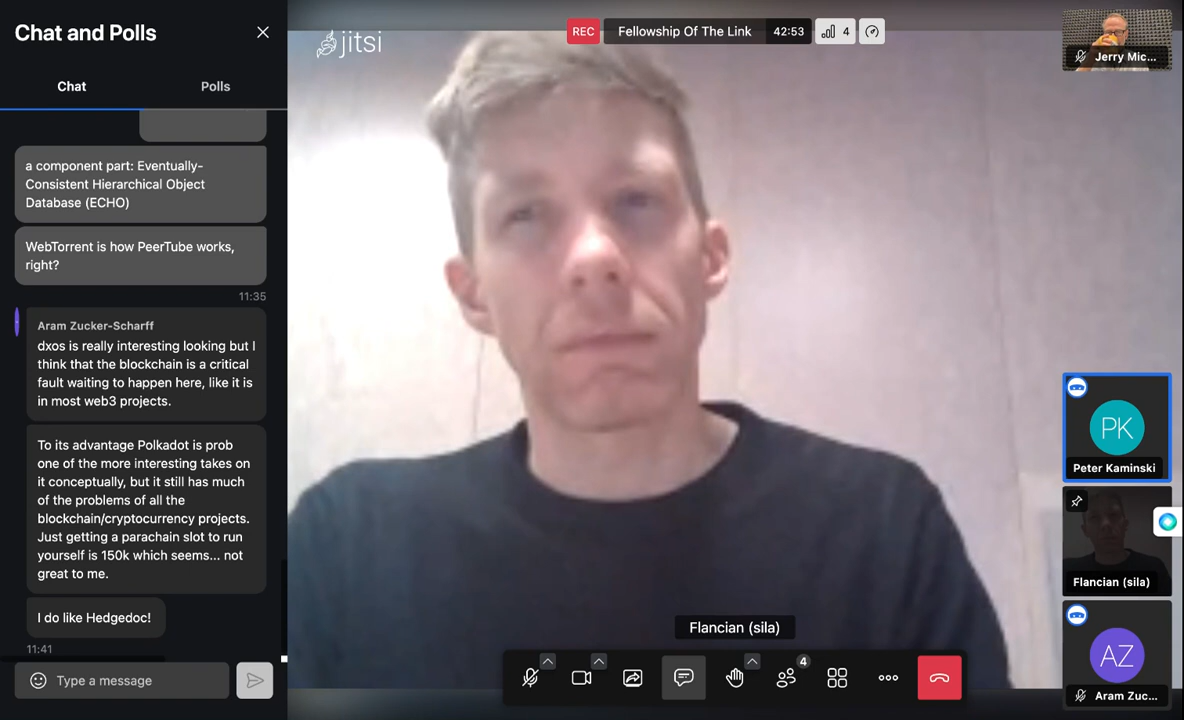 Chat and Polls
Chat
Polls
a component part: Eventually-
Consistent Hierarchical Object
Database (ECHO)
WebTorrent is how PeerTube works,
right?
11:35
Aram Zucker-Scharff
dxos is really interesting looking but I
think that the blockchain is a critical
fault waiting to happen here, like it is
in most web3 projects.
To its advantage Polkadot is prob
one of the more interesting takes on
it conceptually, but it still has much
of the problems of all the
blockchain/cryptocurrency projects.
Just getting a parachain slot to run
yourself is 150k which seems... not
great to me.
I do like Hedgedoc!
11:41
Type a message
jitsi
REC
Fellowship Of The Link
42:53
4
Jerry Mic...
PK
Peter Kaminski
Flancian (sila)
AZ
Aram Zuc...
Flancian (sila)
4